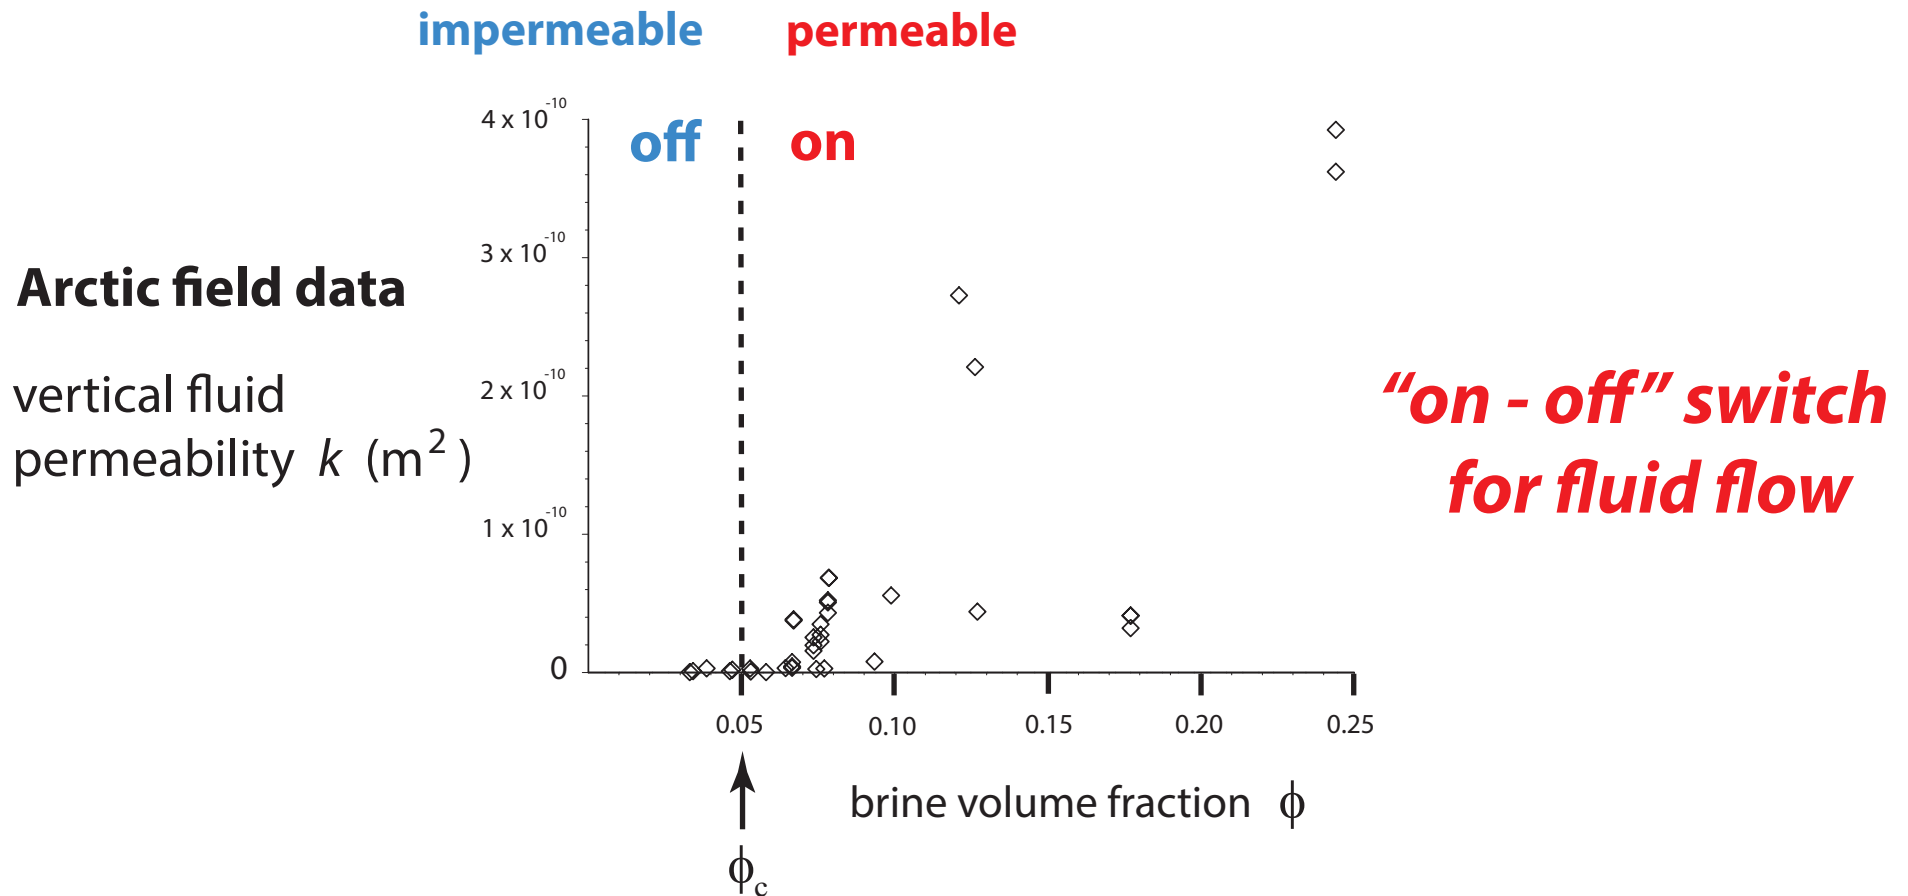 impermeable permeable
off on
4 x 10^-10
3 x 10^-10
2 x 10^-10
1 x 10^-10
0
Arctic field data
vertical fluid
permeability k (m^2)
“on - off” switch
for fluid flow
0.05 0.10 0.15 0.20 0.25
brine volume fraction ϕ
ϕ_c